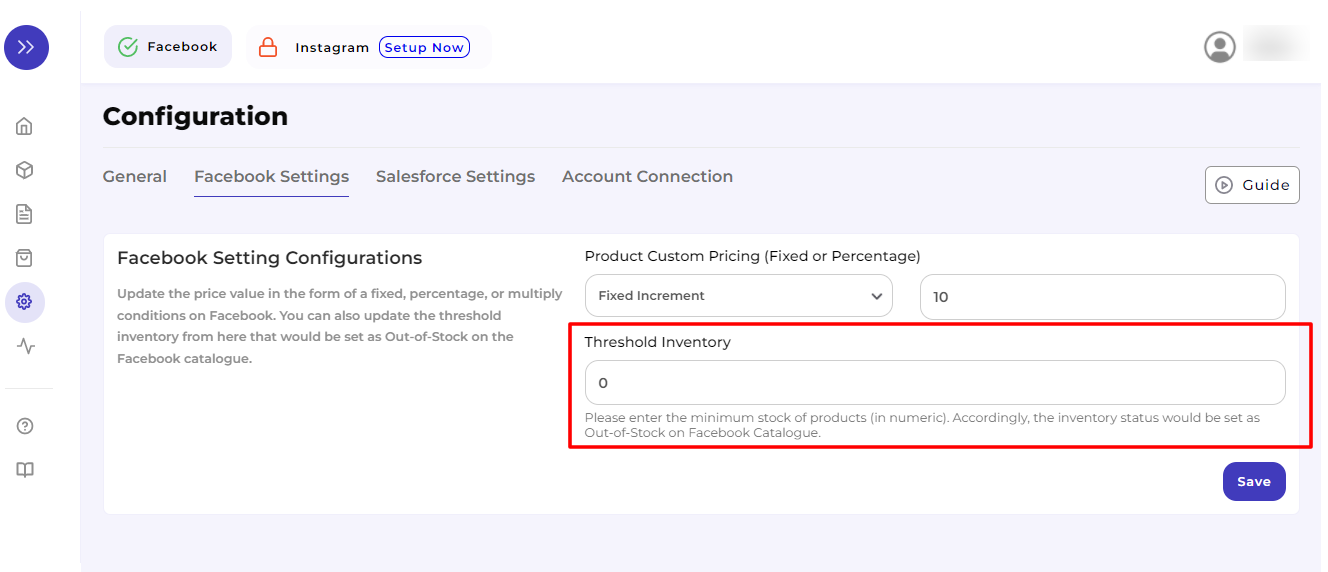 Facebook
Instagram Setup Now
Configuration
General Facebook Settings Salesforce Settings Account Connection
Guide
Facebook Setting Configurations
Update the price value in the form of a fixed, percentage, or multiply
conditions on Facebook. You can also update the threshold
inventory from here that would be set as Out-of-Stock on the
Facebook catalogue.
Product Custom Pricing (Fixed or Percentage)
Fixed Increment
10
Threshold Inventory
0
Please enter the minimum stock of products (in numeric). Accordingly, the inventory status would be set as
Out-of-Stock on Facebook Catalogue.
Save